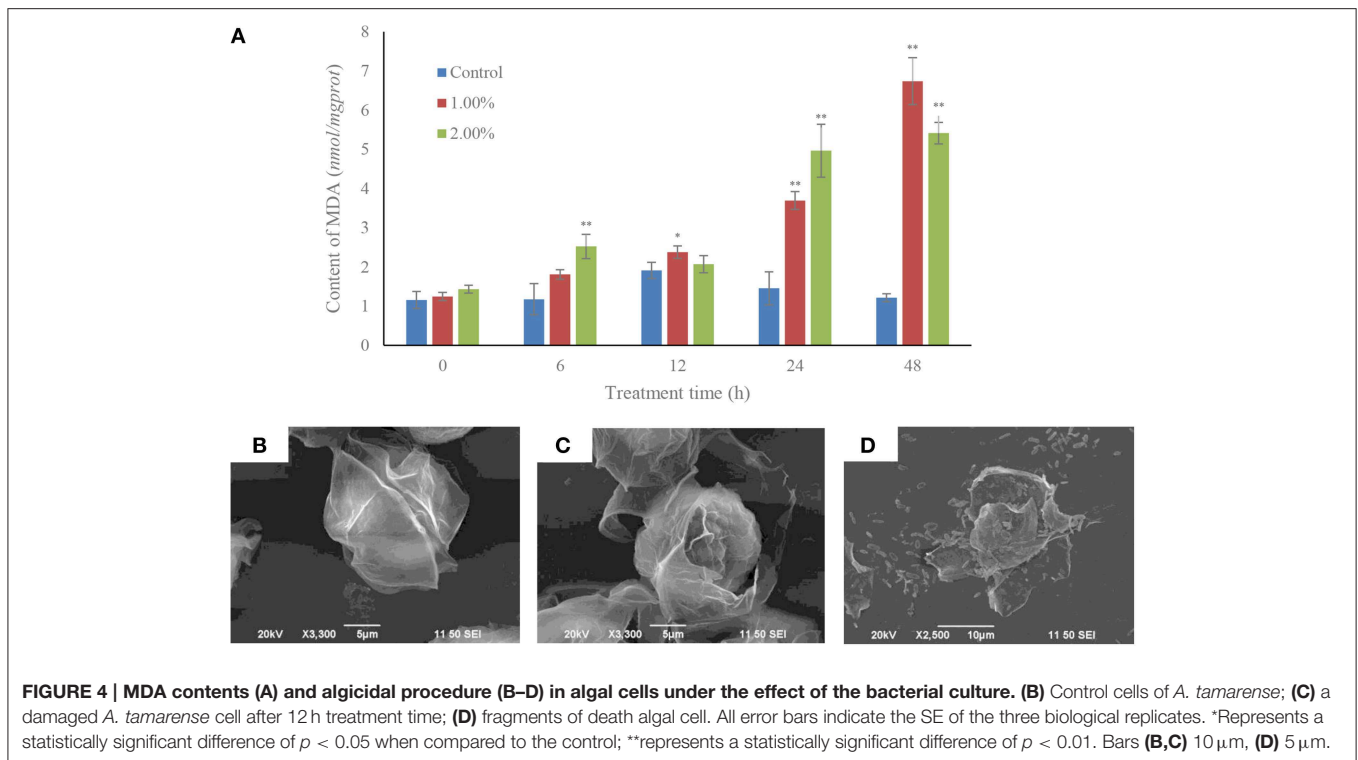 A
Content of MDA (nmol/mgprot)
8
7
6
5
4
3
2
1
0
Control
1.00%
2.00%
**
*
**
**
**
**
0
6
12
24
48
Treatment time (h)
B
20kV X3,300 5µm 11 50 SEI
C
20kV X3,300 5µm 11 50 SEI
D
20kV X2,500 10µm 11 50 SEI
FIGURE 4 | MDA contents (A) and algicidal procedure (B–D) in algal cells under the effect of the bacterial culture. (B) Control cells of A. tamarense; (C) a
damaged A. tamarense cell after 12 h treatment time; (D) fragments of death algal cell. All error bars indicate the SE of the three biological replicates. *Represents a
statistically significant difference of p < 0.05 when compared to the control; **represents a statistically significant difference of p < 0.01. Bars (B,C) 10 µm, (D) 5 µm.